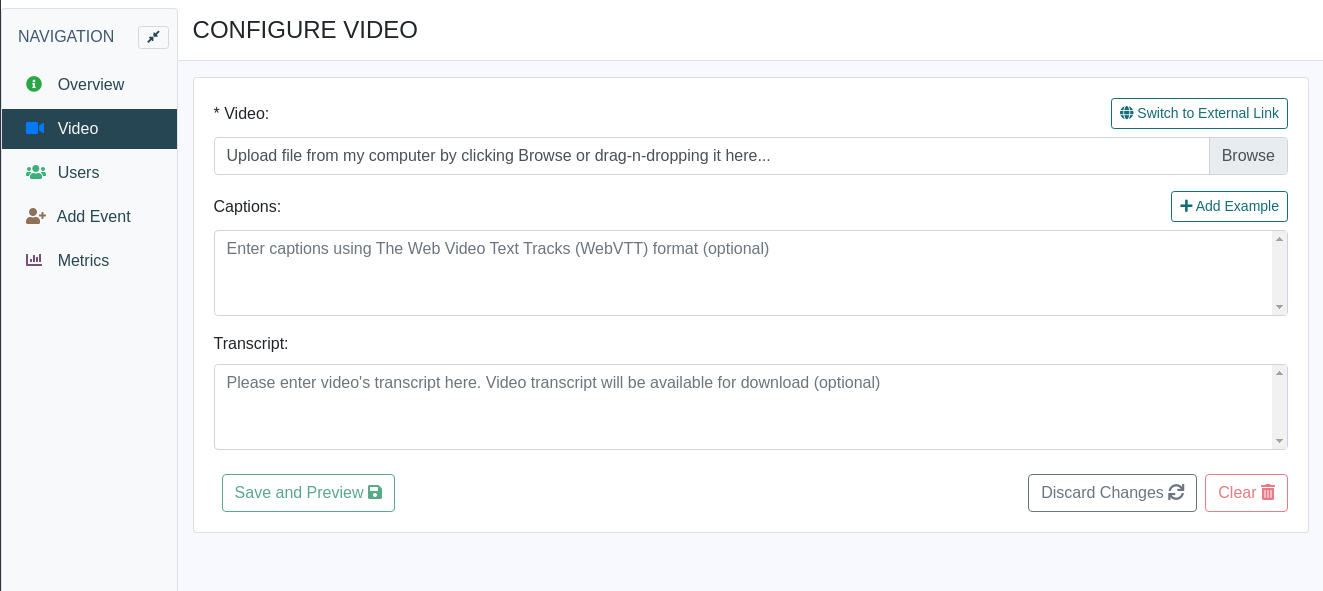 NAVIGATION
Overview
Video
Users
Add Event
Metrics
CONFIGURE VIDEO
* Video:
Switch to External Link
Upload file from my computer by clicking Browse or drag-n-dropping it here...
Browse
Captions:
Add Example
Enter captions using The Web Video Text Tracks (WebVTT) format (optional)
Transcript:
Please enter video's transcript here. Video transcript will be available for download (optional)
Save and Preview
Discard Changes
Clear